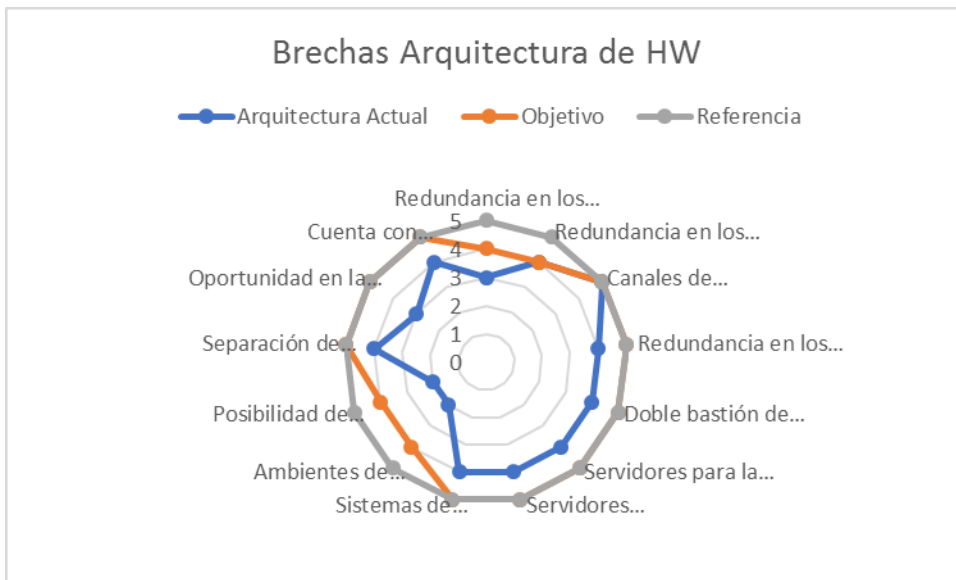 Brechas Arquitectura de HW
Arquitectura Actual Objetivo Referencia
Redundancia en los...
Redundancia en los...
Canales de...
Redundancia en los...
Doble bastión de...
Servidores para la...
Servidores...
Sistemas de...
Ambientes de...
Posibilidad de...
Separación de...
Oportunidad en la...
Cuenta con...
5
4
3
2
1
0